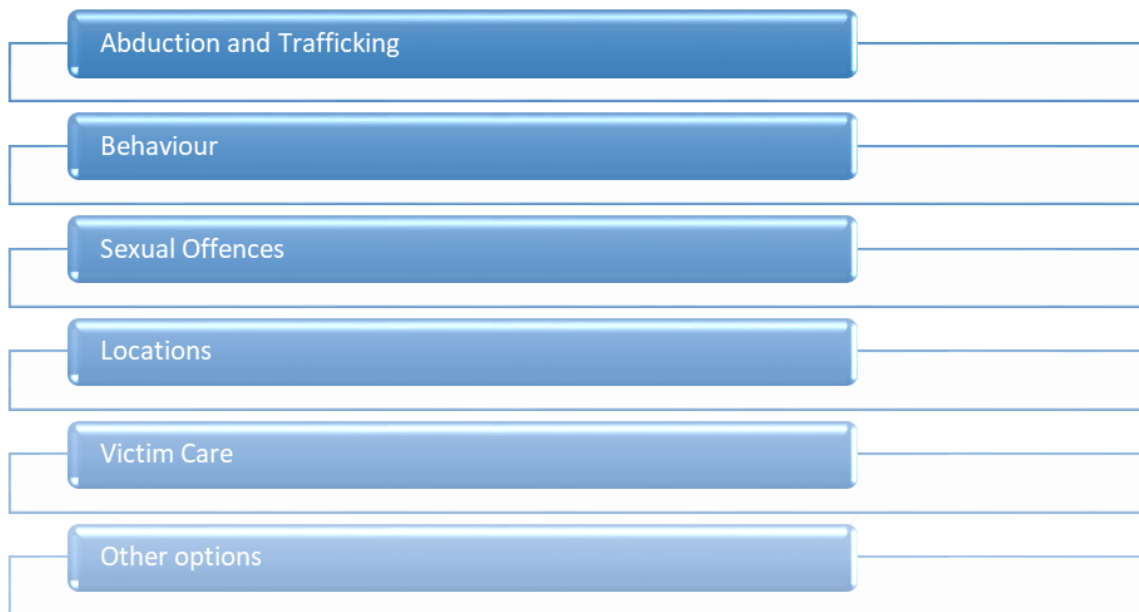 Abduction and Trafficking
Behaviour
Sexual Offences
Locations
Victim Care
Other options